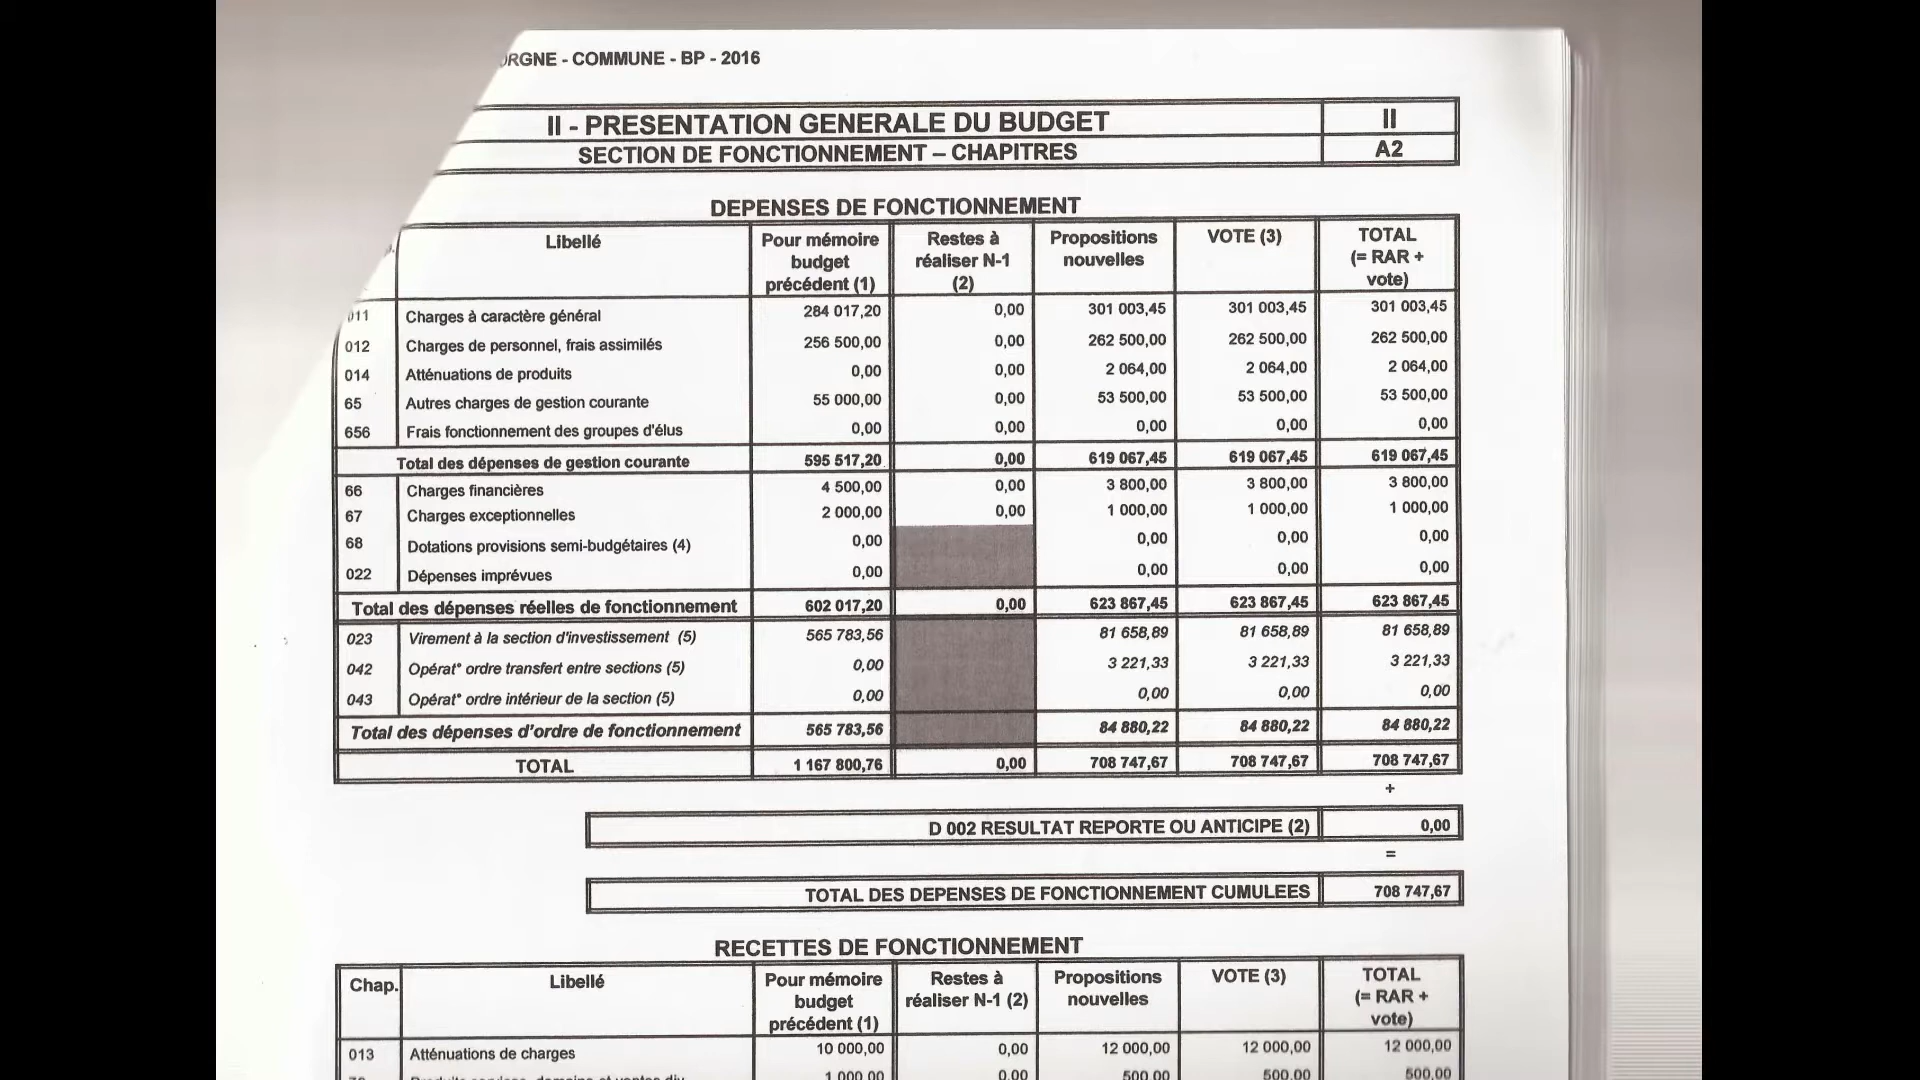 ORGNE - COMMUNE - BP - 2016
II - PRESENTATION GENERALE DU BUDGET II
SECTION DE FONCTIONNEMENT – CHAPITRES A2
DEPENSES DE FONCTIONNEMENT
Libellé Pour mémoire budget précédent (1) Restes à réaliser N-1 (2) Propositions nouvelles VOTE (3) TOTAL (= RAR + vote)
011 Charges à caractère général 284 017,20 0,00 301 003,45 301 003,45 301 003,45
012 Charges de personnel, frais assimilés 256 500,00 0,00 262 500,00 262 500,00 262 500,00
014 Atténuations de produits 0,00 0,00 2 064,00 2 064,00 2 064,00
65 Autres charges de gestion courante 55 000,00 0,00 53 500,00 53 500,00 53 500,00
656 Frais fonctionnement des groupes d'élus 0,00 0,00 0,00 0,00 0,00
Total des dépenses de gestion courante 595 517,20 0,00 619 067,45 619 067,45 619 067,45
66 Charges financières 4 500,00 0,00 3 800,00 3 800,00 3 800,00
67 Charges exceptionnelles 2 000,00 0,00 1 000,00 1 000,00 1 000,00
68 Dotations provisions semi-budgétaires (4) 0,00 0,00 0,00 0,00
022 Dépenses imprévues 0,00 0,00 0,00 0,00
Total des dépenses réelles de fonctionnement 602 017,20 0,00 623 867,45 623 867,45 623 867,45
023 Virement à la section d'investissement (5) 565 783,56 81 658,89 81 658,89 81 658,89
042 Opérat° ordre transfert entre sections (5) 0,00 3 221,33 3 221,33 3 221,33
043 Opérat° ordre intérieur de la section (5) 0,00 0,00 0,00 0,00
Total des dépenses d'ordre de fonctionnement 565 783,56 84 880,22 84 880,22 84 880,22
TOTAL 1 167 800,76 0,00 708 747,67 708 747,67 708 747,67
+
D 002 RESULTAT REPORTE OU ANTICIPE (2) 0,00
=
TOTAL DES DEPENSES DE FONCTIONNEMENT CUMULEES 708 747,67
RECETTES DE FONCTIONNEMENT
Chap. Libellé Pour mémoire budget précédent (1) Restes à réaliser N-1 (2) Propositions nouvelles VOTE (3) TOTAL (= RAR + vote)
013 Atténuations de charges 10 000,00 0,00 12 000,00 12 000,00 12 000,00
1 000,00 0,00 500,00 500,00 500,00